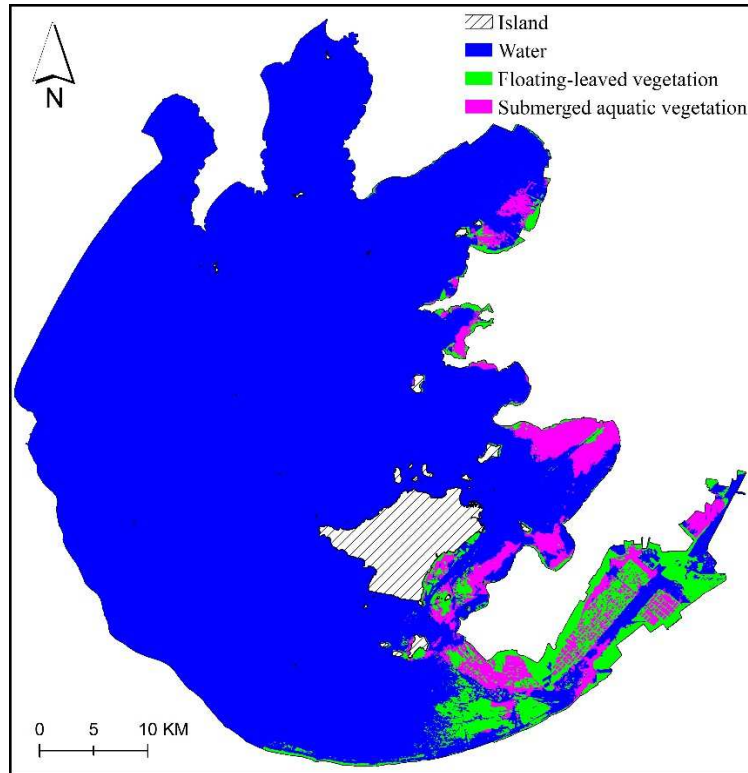 Island
Water
Floating-leaved vegetation
Submerged aquatic vegetation
N
0 5 10 KM